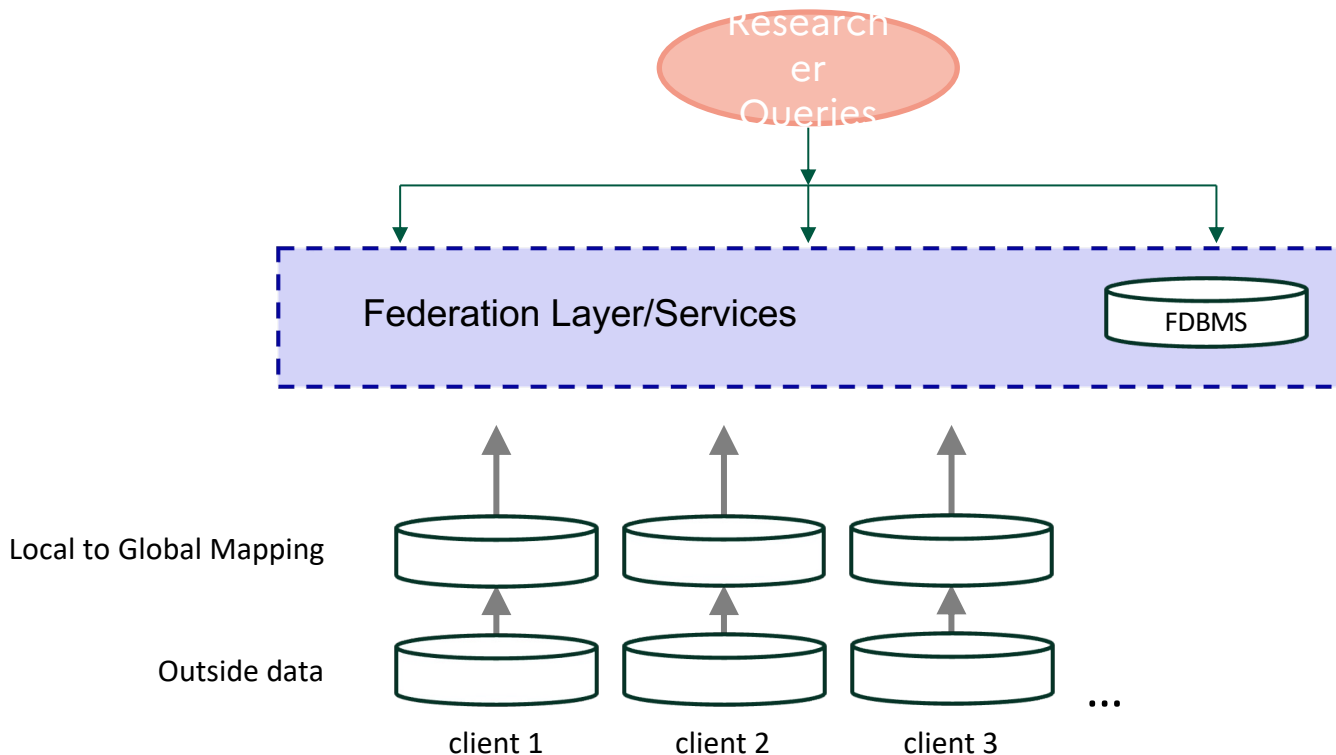 Research
er
Queries
Federation Layer/Services
FDBMS
Local to Global Mapping
Outside data
...
client 1
client 2
client 3